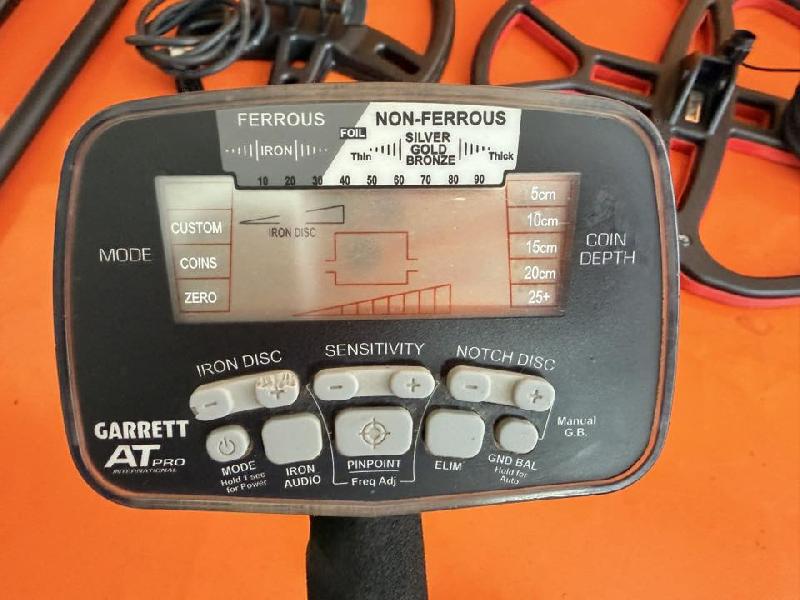 FERROUS
NON-FERROUS
FOIL
IRON
SILVER
GOLD
BRONZE
Thin
Thick
10 20 30 40 50 60 70 80 90
MODE
CUSTOM
COINS
ZERO
IRON DISC
5cm
10cm
15cm
20cm
25+
COIN
DEPTH
IRON DISC
SENSITIVITY
NOTCH DISC
- +
- +
- +
Manual
G.B.
GARRETT
AT PRO
INTERNATIONAL
MODE
Hold 1 sec
for Power
IRON
AUDIO
PINPOINT
Freq Adj
ELIM
GND BAL
Hold for
Auto